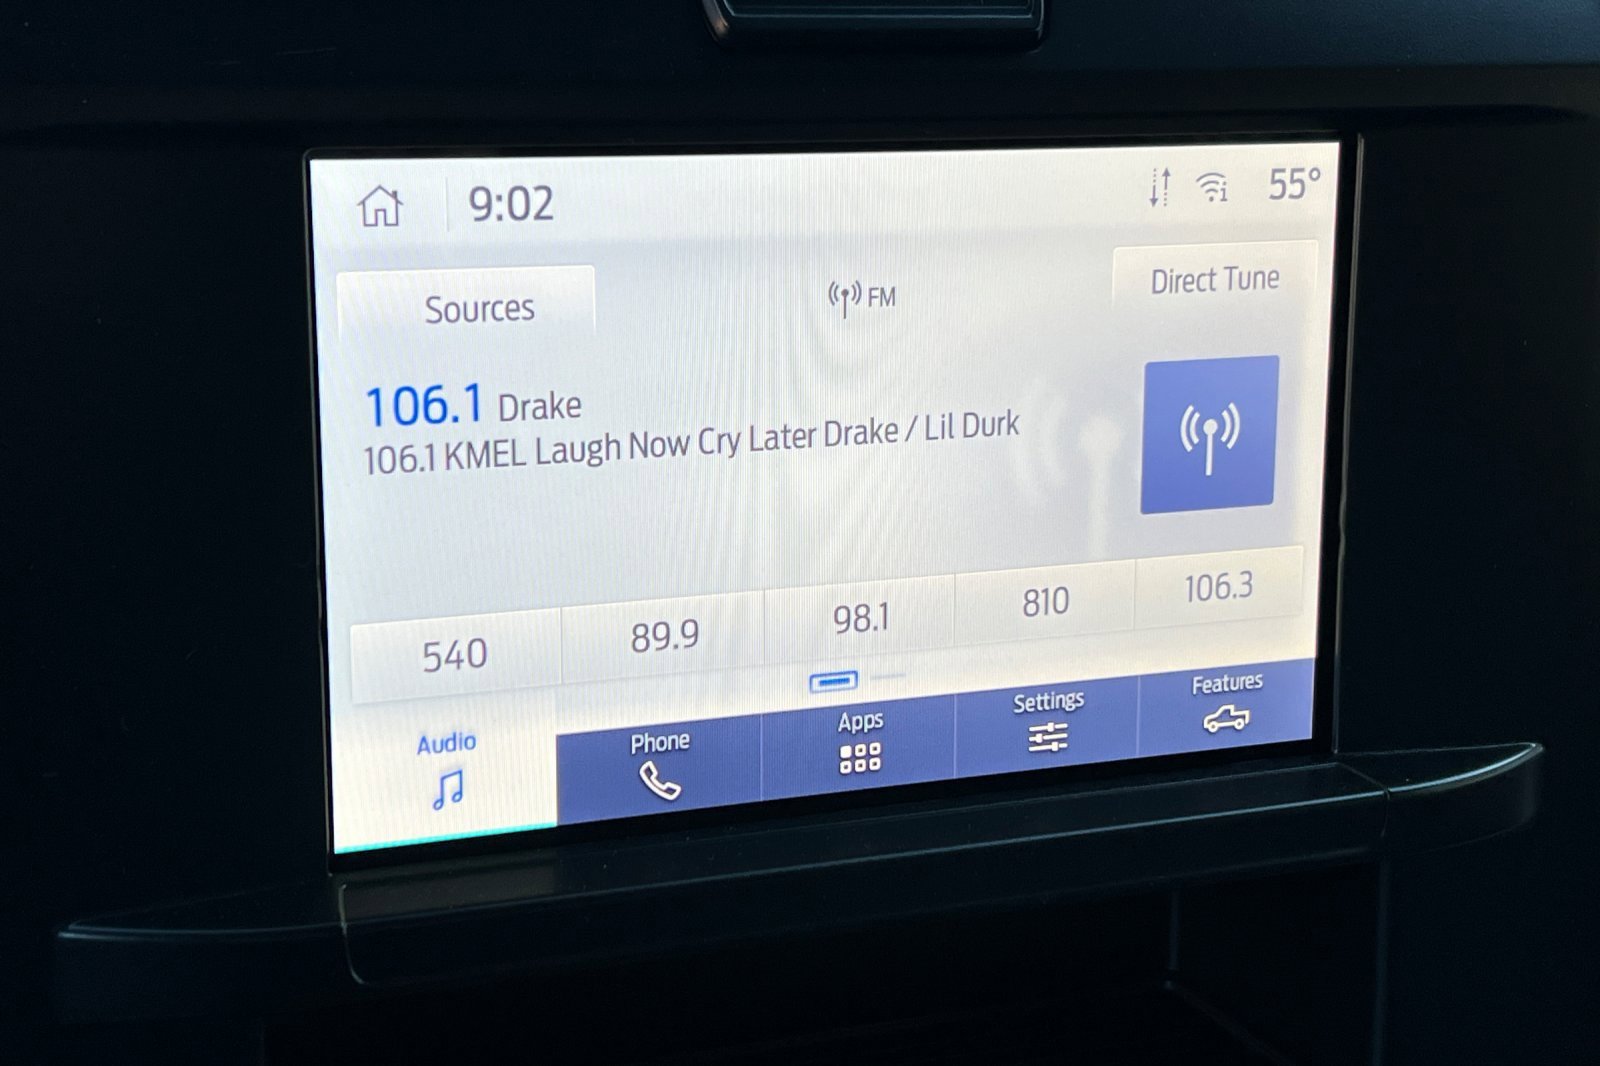 9:02
55°
Sources
FM
Direct Tune
106.1 Drake
106.1 KMEL Laugh Now Cry Later Drake / Lil Durk
540
89.9
98.1
810
106.3
Audio
Phone
Apps
Settings
Features